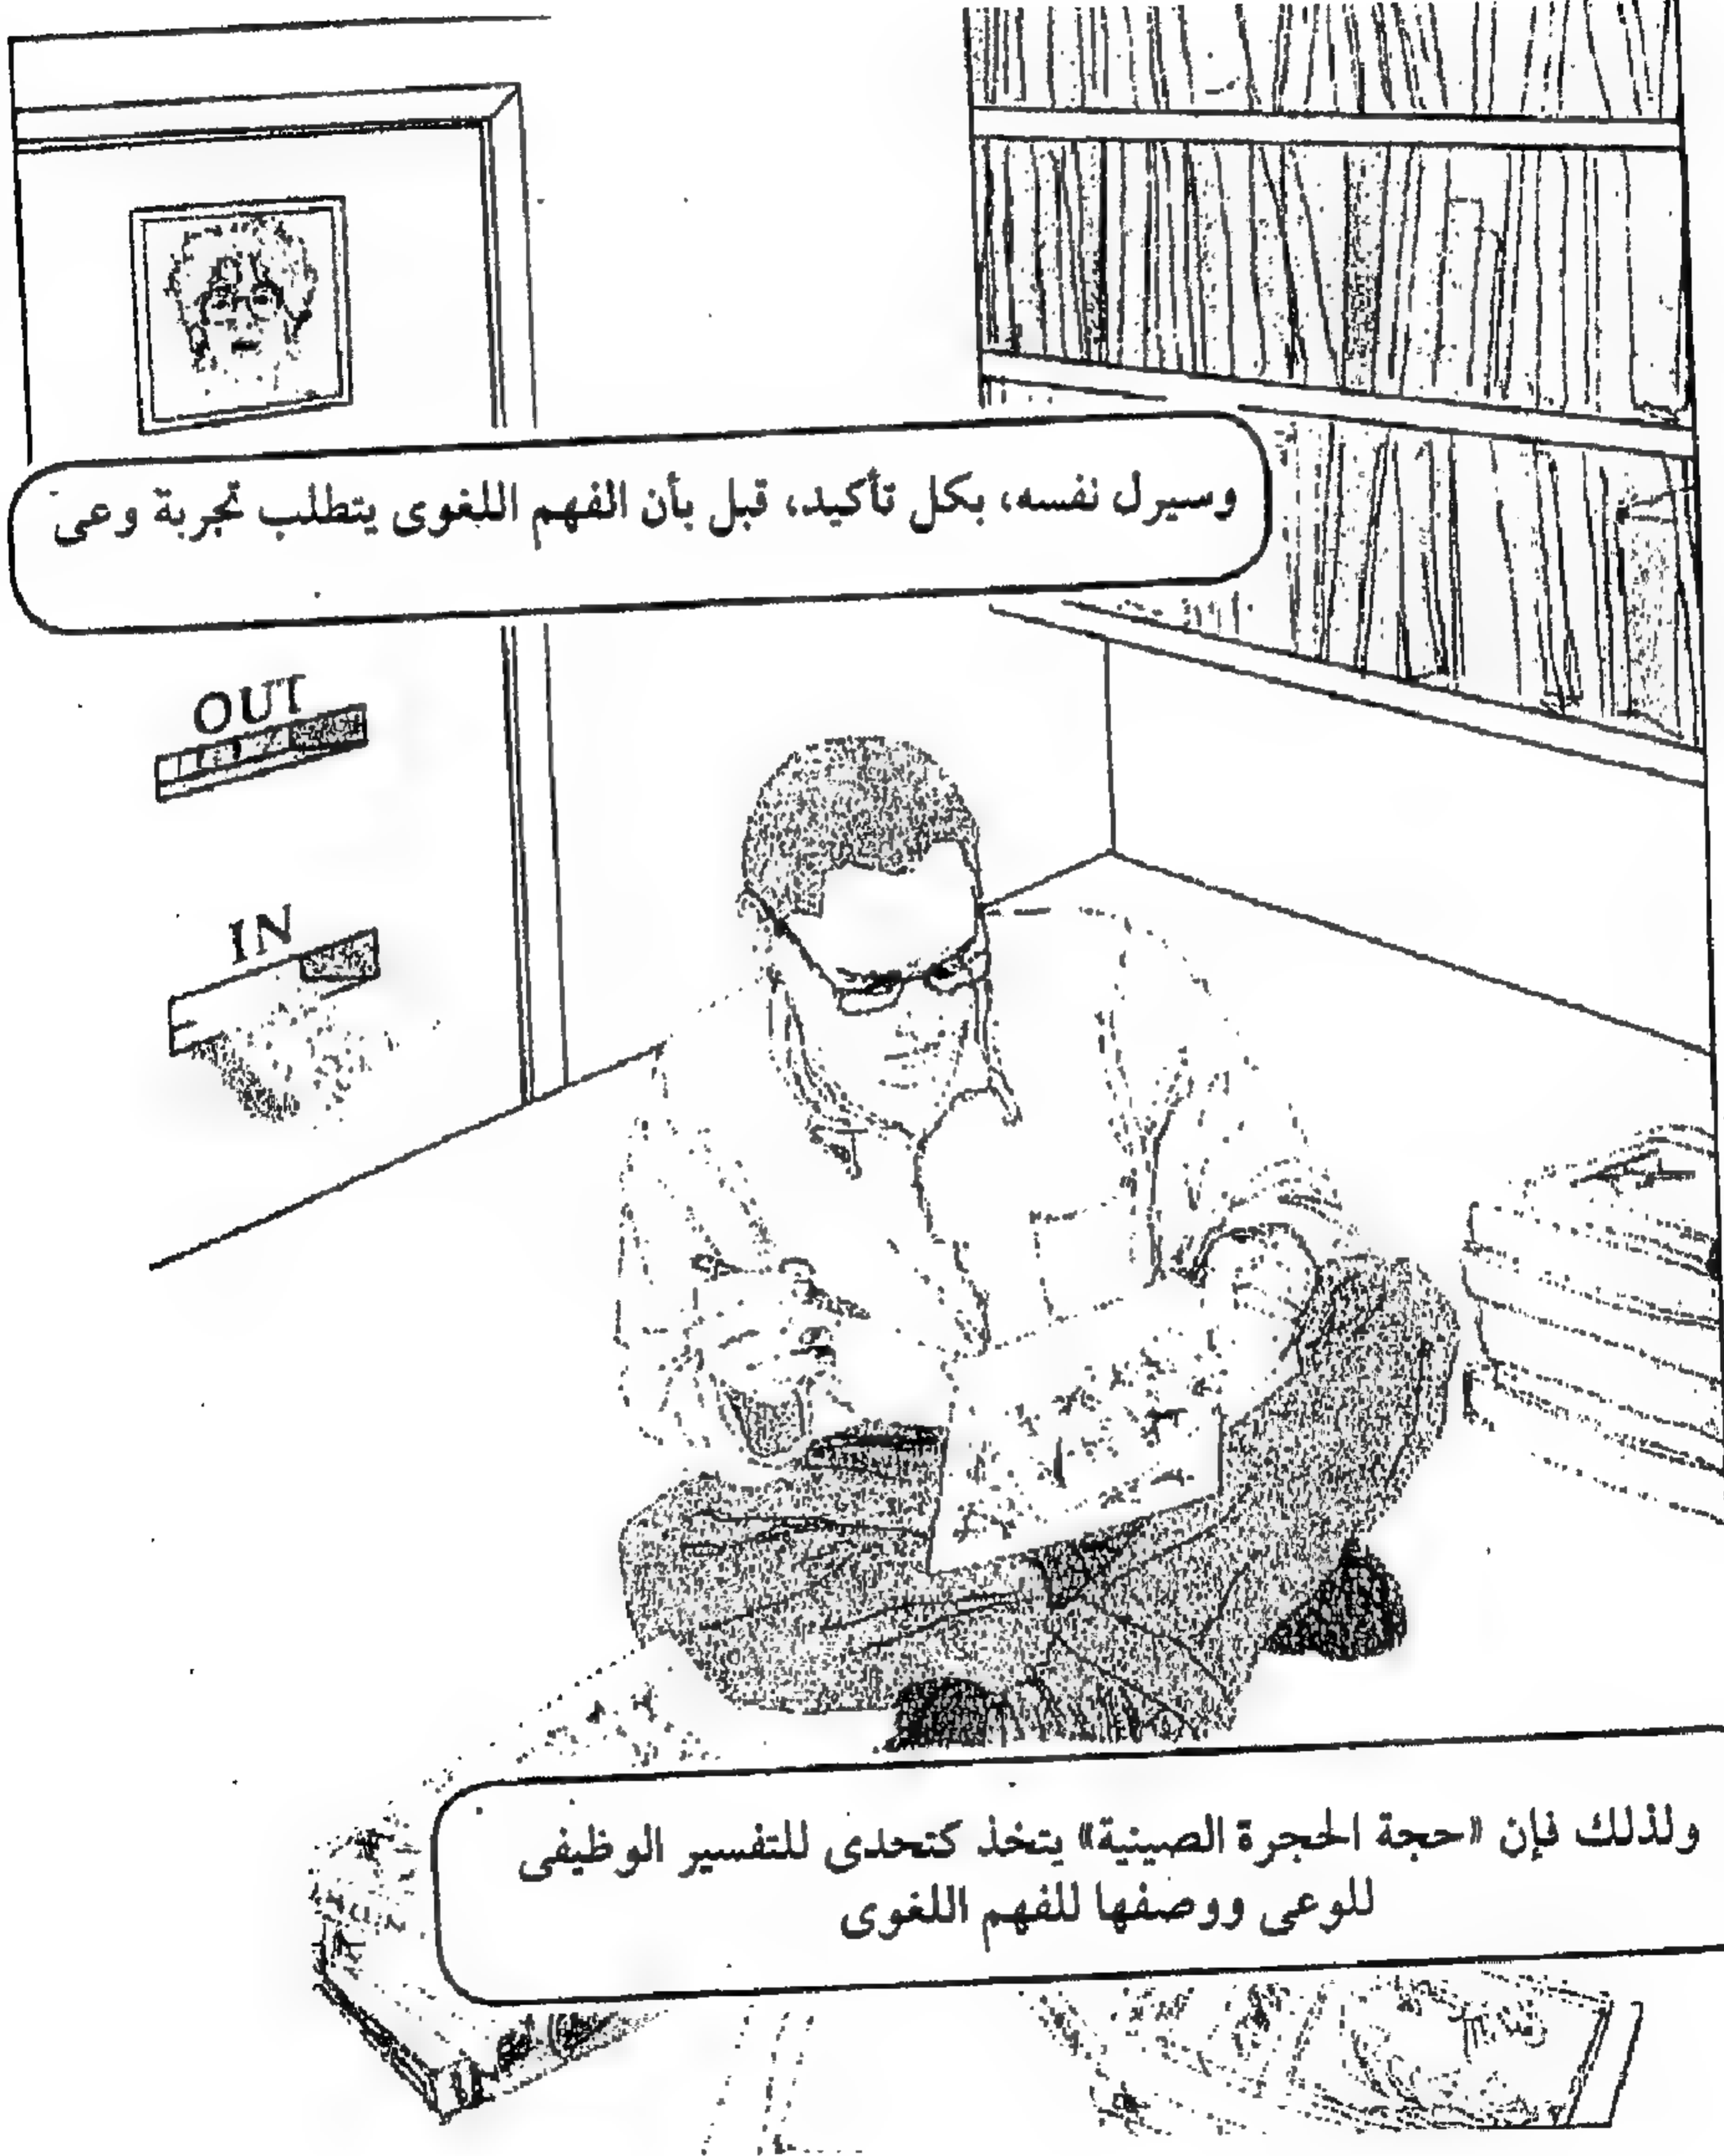 وسيرل نفسه، بكل تأكيد، قبل بأن الفهم اللغوى يتطلب تجربة وعى
OUT
IN
ولذلك فإن «حجة الحجرة الصينية» يتخذ كتحدى للتفسير الوظيفى
للوعى ووصفها للفهم اللغوى